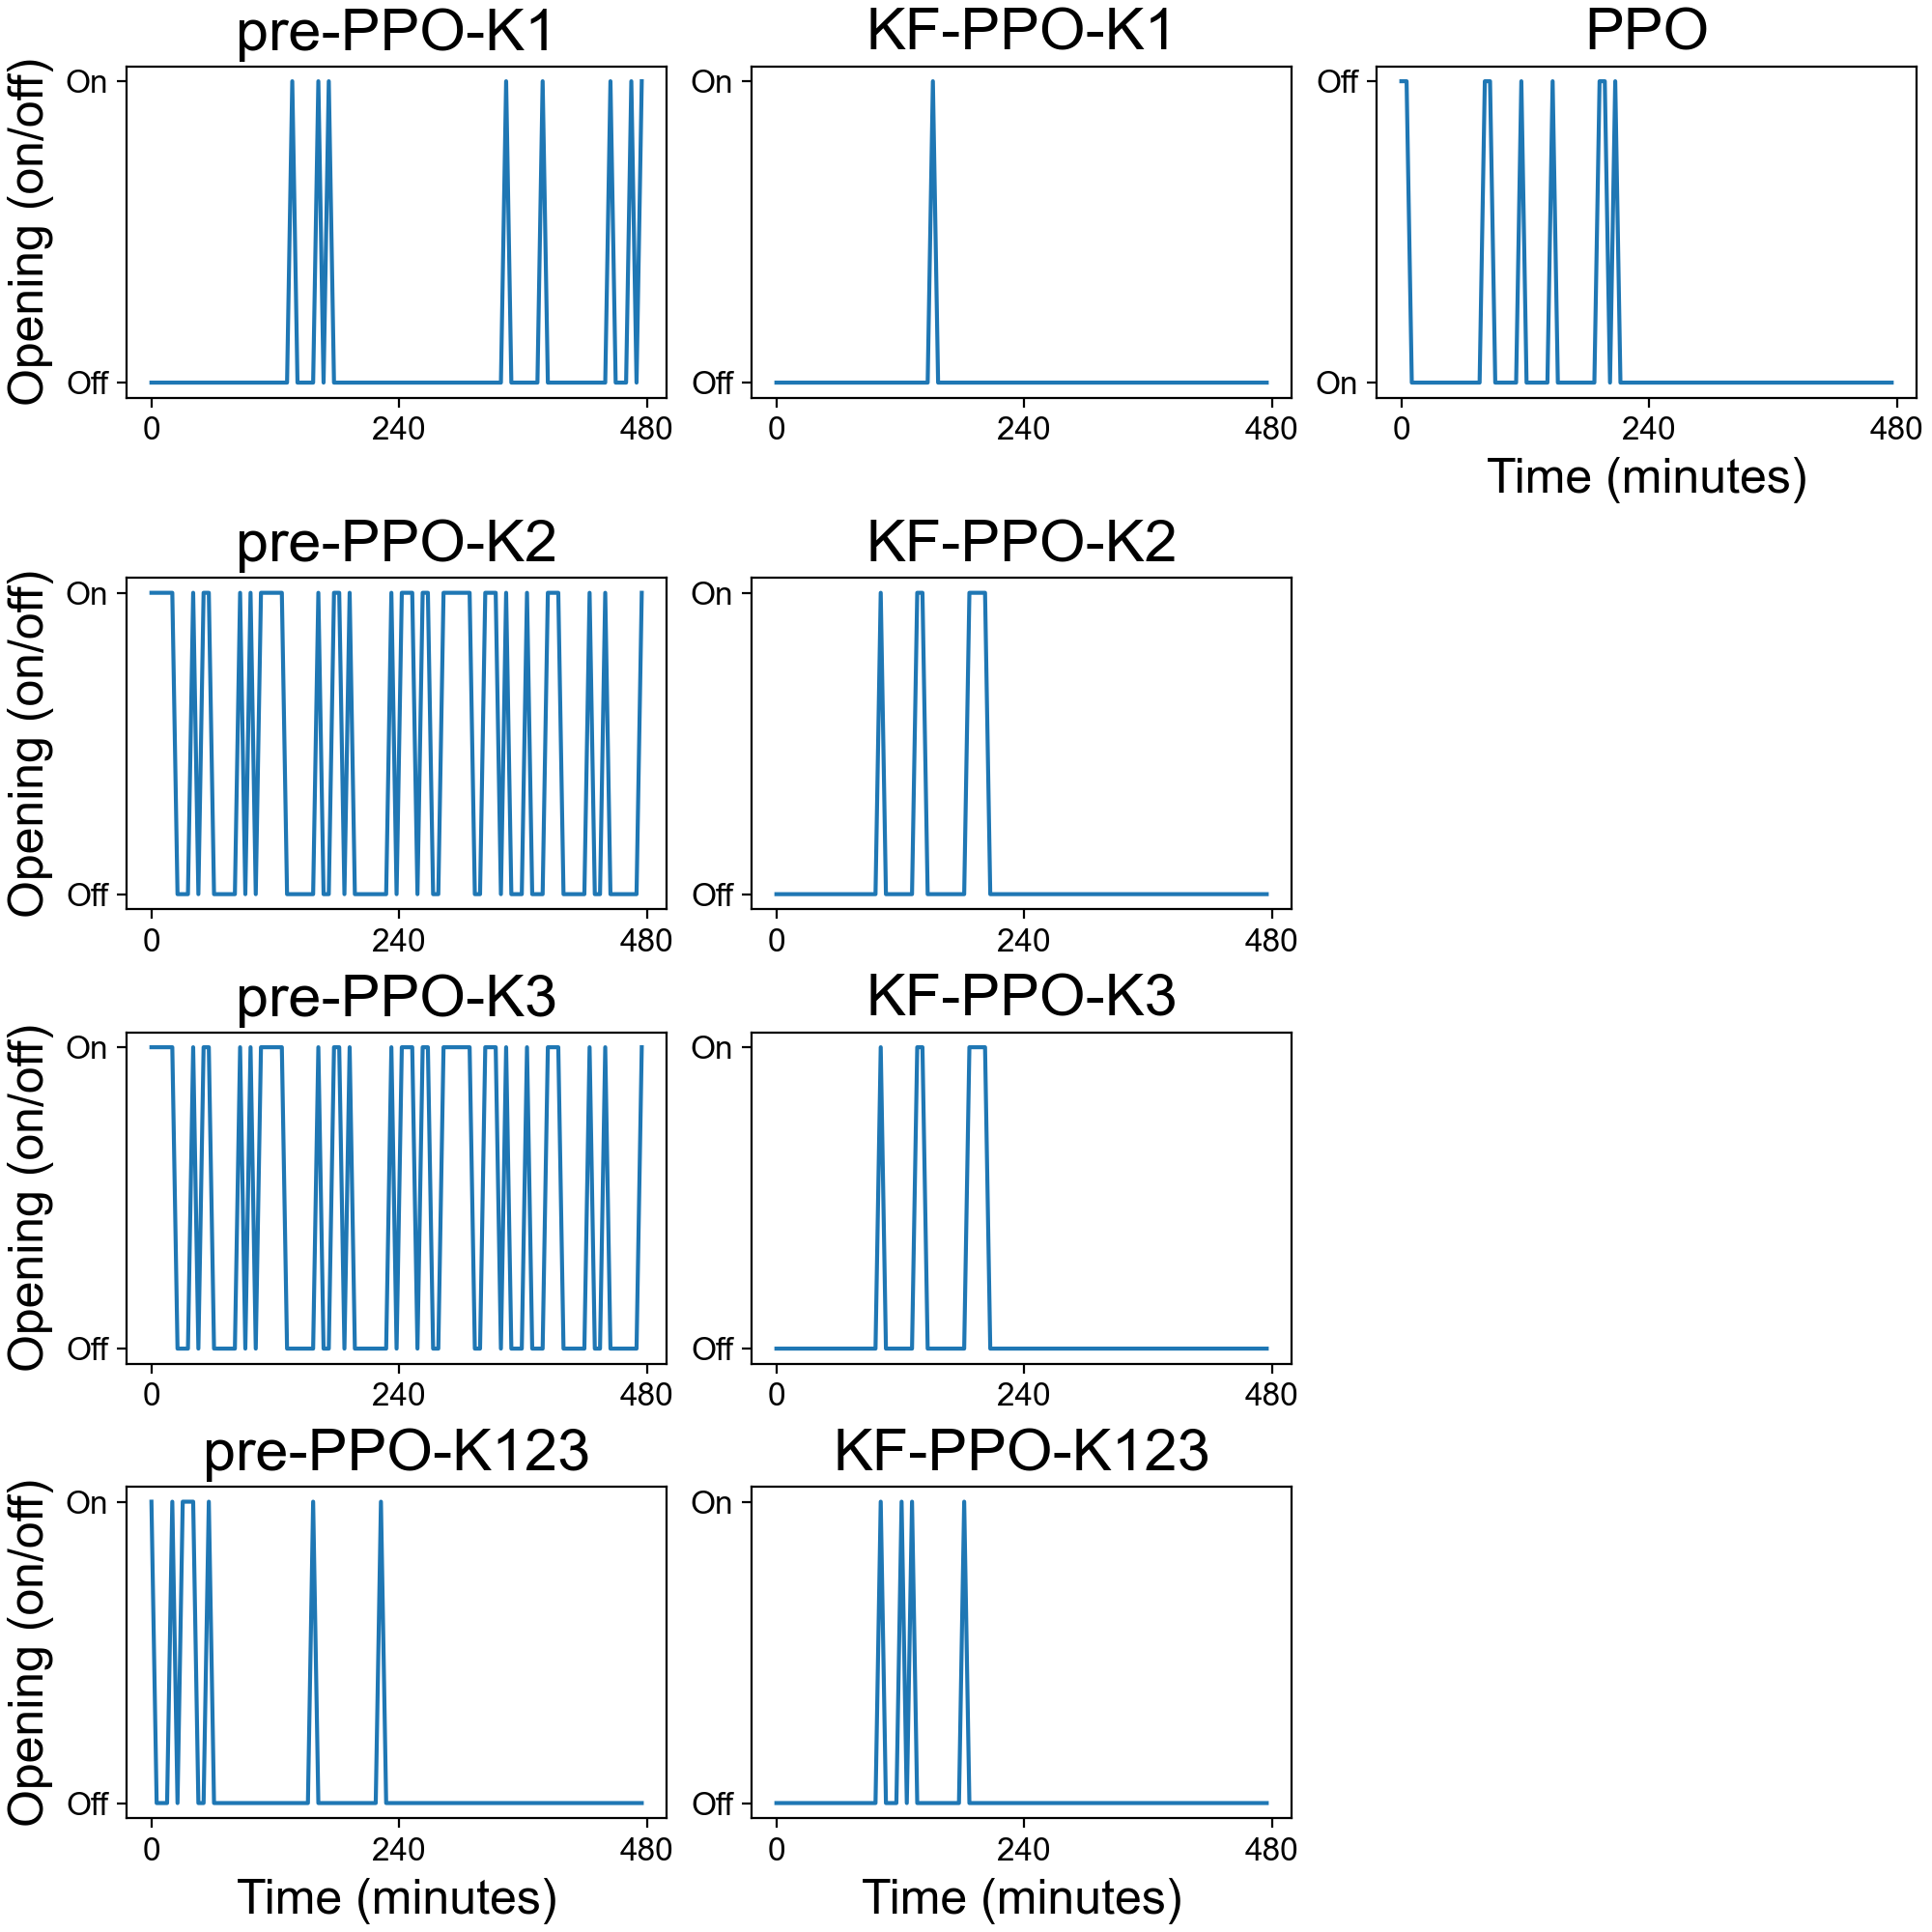 pre-PPO-K1
KF-PPO-K1
PPO
Opening (on/off)
On
Off
0
240
480
On
Off
0
240
480
Off
On
0
240
480
Time (minutes)
pre-PPO-K2
KF-PPO-K2
Opening (on/off)
On
Off
0
240
480
On
Off
0
240
480
pre-PPO-K3
KF-PPO-K3
Opening (on/off)
On
Off
0
240
480
On
Off
0
240
480
pre-PPO-K123
KF-PPO-K123
Opening (on/off)
On
Off
0
240
480
Time (minutes)
On
Off
0
240
480
Time (minutes)